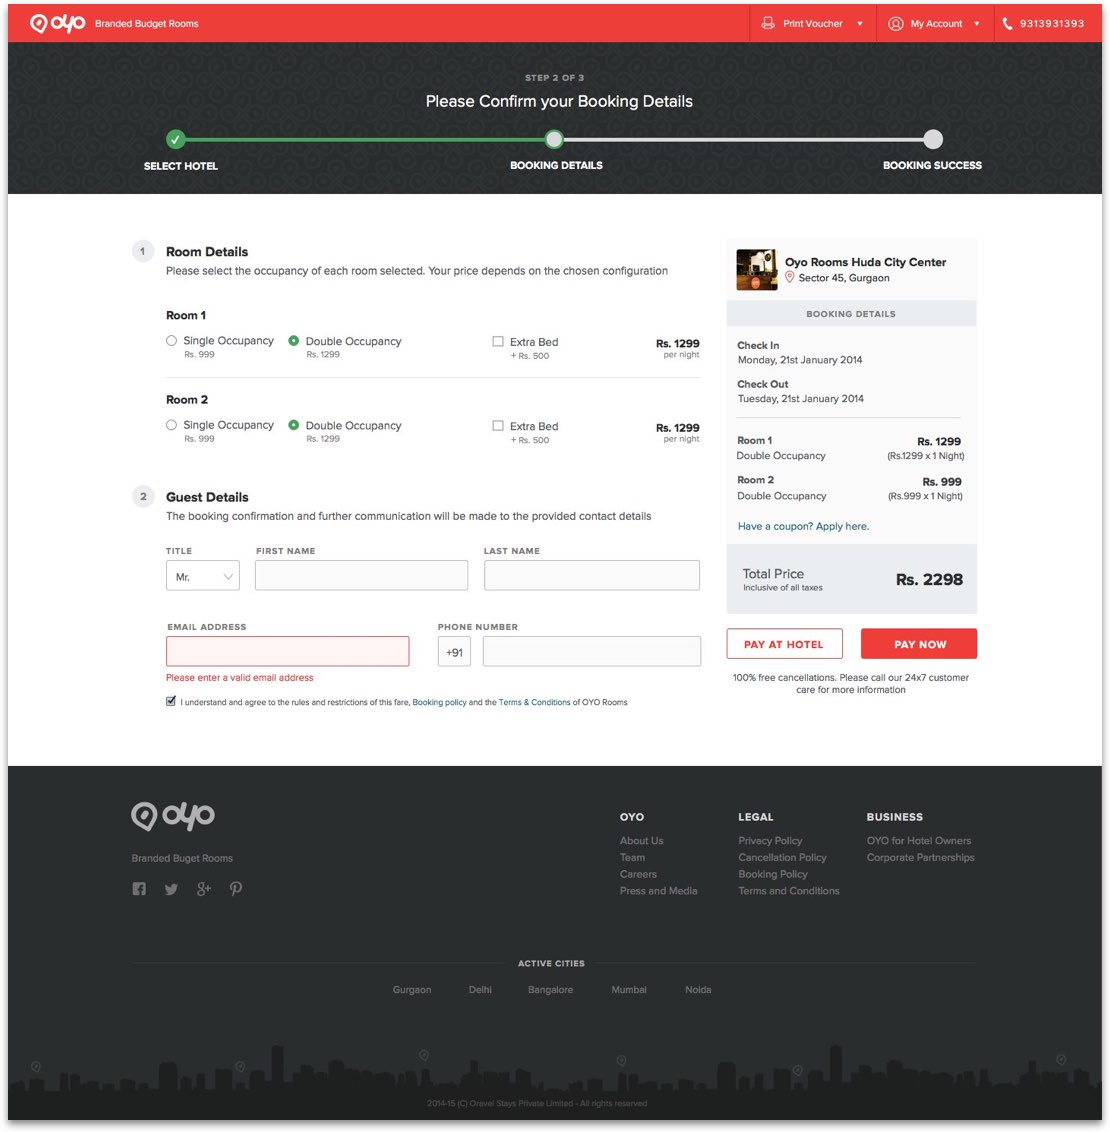 OYO Branded Budget Rooms
Print Voucher
My Account
9313931393
STEP 2 OF 3
Please Confirm your Booking Details
SELECT HOTEL
BOOKING DETAILS
BOOKING SUCCESS
1 Room Details
Please select the occupancy of each room selected. Your price depends on the chosen configuration
Room 1
Single Occupancy Double Occupancy Extra Bed Rs. 1299
Rs. 999 Rs. 1299 + Rs. 500 per night
Room 2
Single Occupancy Double Occupancy Extra Bed Rs. 1299
Rs. 999 Rs. 1299 + Rs. 500 per night
2 Guest Details
The booking confirmation and further communication will be made to the provided contact details
TITLE FIRST NAME LAST NAME
Mr.
EMAIL ADDRESS PHONE NUMBER
+91
Please enter a valid email address
I understand and agree to the rules and restrictions of this fare, Booking policy and the Terms & Conditions of OYO Rooms
Oyo Rooms Huda City Center
Sector 45, Gurgaon
BOOKING DETAILS
Check In
Monday, 21st January 2014
Check Out
Tuesday, 21st January 2014
Room 1 Rs. 1299
Double Occupancy (Rs.1299 x 1 Night)
Room 2 Rs. 999
Double Occupancy (Rs.999 x 1 Night)
Have a coupon? Apply here.
Total Price Rs. 2298
Inclusive of all taxes
PAY AT HOTEL
PAY NOW
100% free cancellations. Please call our 24x7 customer
care for more information
OYO
Branded Buget Rooms
OYO
About Us
Team
Careers
Press and Media
LEGAL
Privacy Policy
Cancellation Policy
Booking Policy
Terms and Conditions
BUSINESS
OYO for Hotel Owners
Corporate Partnerships
ACTIVE CITIES
Gurgaon Delhi Bangalore Mumbai Noida
2014-15 (C) Oravel Stays Private Limited - All rights reserved